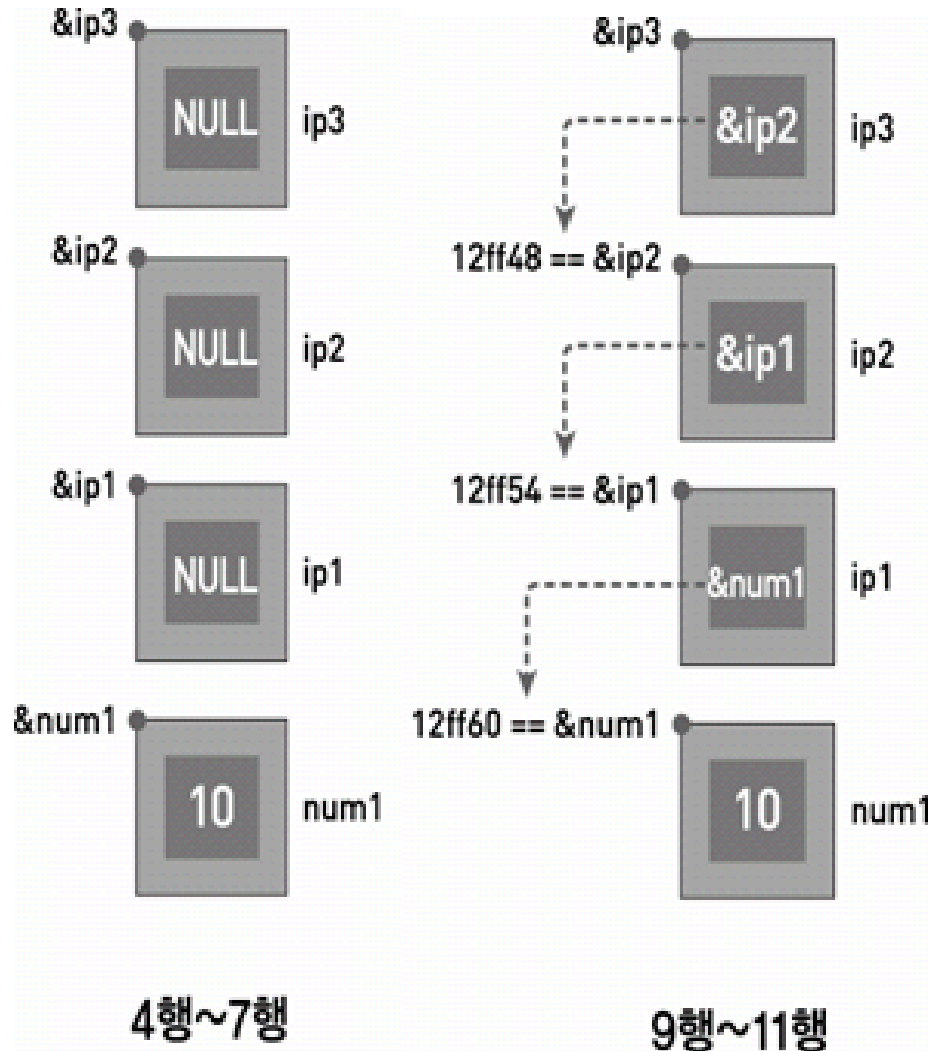 &ip3
NULL
ip3
&ip2
NULL
ip2
&ip1
NULL
ip1
&num1
10
num1
4행~7행
&ip3
&ip2
ip3
12ff48 == &ip2
&ip1
ip2
12ff54 == &ip1
&num1
ip1
12ff60 == &num1
10
num1
9행~11행